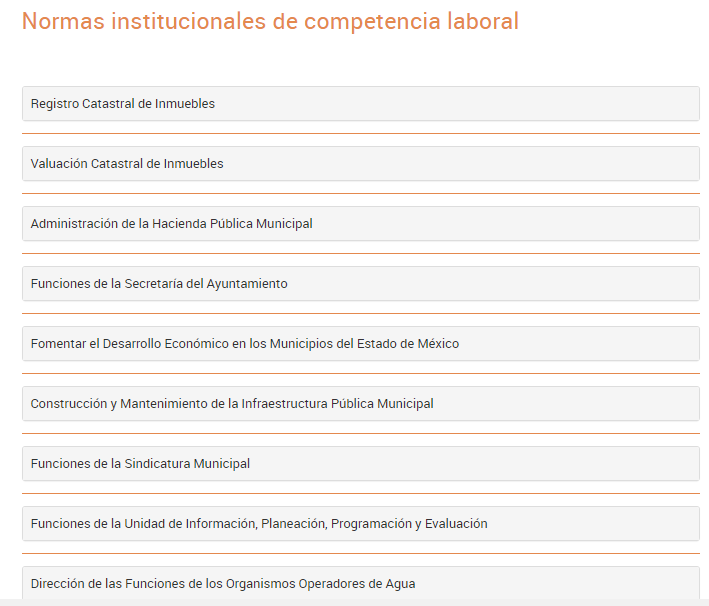 Normas institucionales de competencia laboral
Registro Catastral de Inmuebles
Valuación Catastral de Inmuebles
Administración de la Hacienda Pública Municipal
Funciones de la Secretaría del Ayuntamiento
Fomentar el Desarrollo Económico en los Municipios del Estado de México
Construcción y Mantenimiento de la Infraestructura Pública Municipal
Funciones de la Sindicatura Municipal
Funciones de la Unidad de Información, Planeación, Programación y Evaluación
Dirección de las Funciones de los Organismos Operadores de Agua